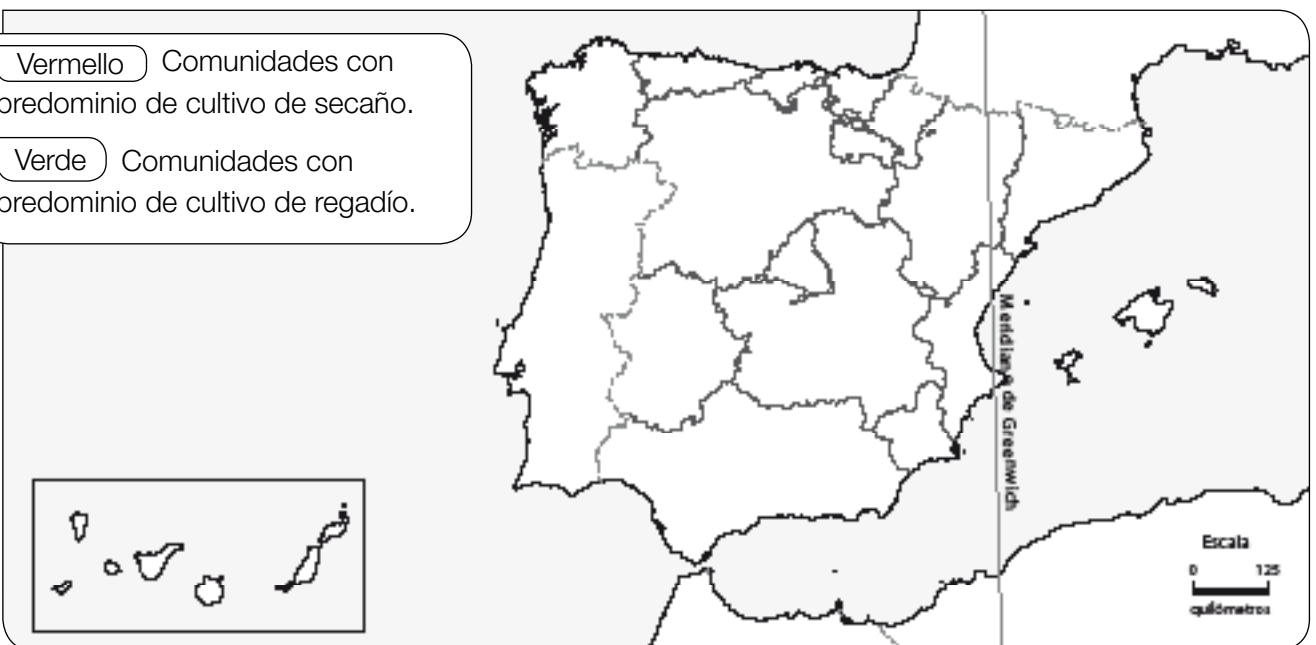 Vermello Comunidades con
predominio de cultivo de secaño.
Verde Comunidades con
predominio de cultivo de regadío.
Meridiano de Greenwich
Escala
0 125
quilómetros